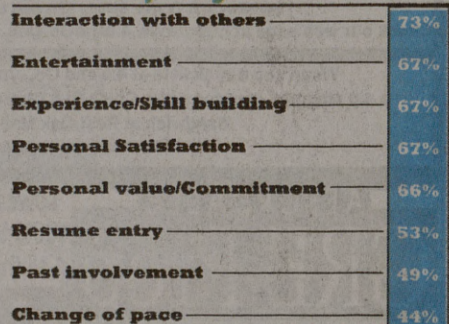 Interaction with others 73%
Entertainment 67%
Experience/Skill building 67%
Personal Satisfaction 67%
Personal value/Commitment 66%
Resume entry 53%
Past involvement 49%
Change of pace 44%